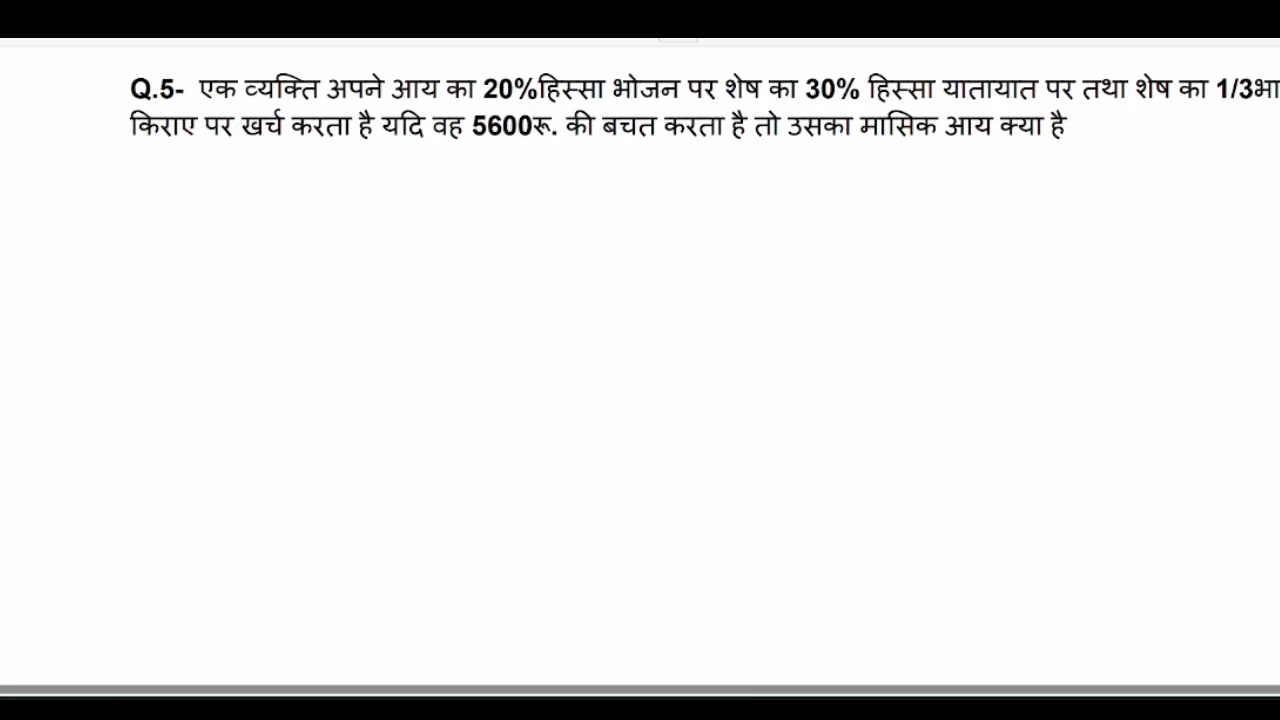 Q.5- एक व्यक्ति अपने आय का 20%हिस्सा भोजन पर शेष का 30% हिस्सा यातायात पर तथा शेष का 1/3भा
किराए पर खर्च करता है यदि वह 5600रू. की बचत करता है तो उसका मासिक आय क्या है